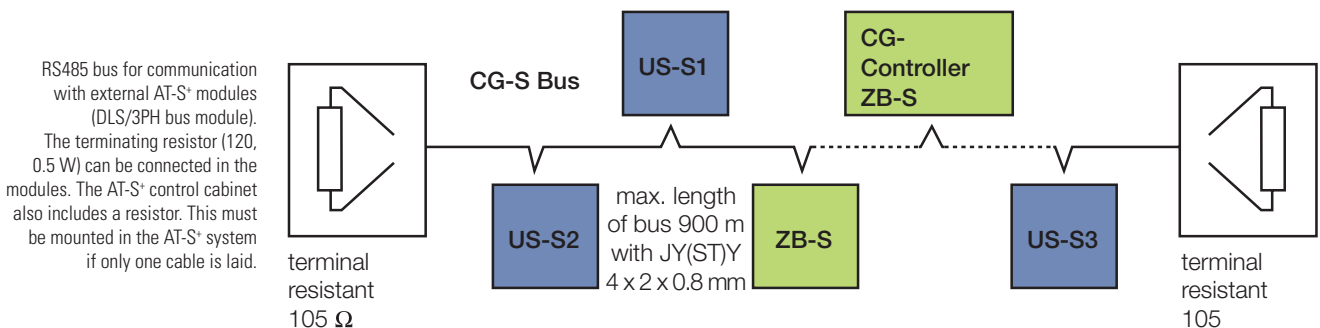 RS485 bus for communication
with external AT-S⁺ modules
(DLS/3PH bus module).
The terminating resistor (120,
0.5 W) can be connected in the
modules. The AT-S⁺ control cabinet
also includes a resistor. This must
be mounted in the AT-S⁺ system
if only one cable is laid.
terminal
resistant
105 Ω
CG-S Bus
US-S1
CG-
Controller
ZB-S
US-S2
max. length
of bus 900 m
with JY(ST)Y
4 x 2 x 0.8 mm
ZB-S
US-S3
terminal
resistant
105